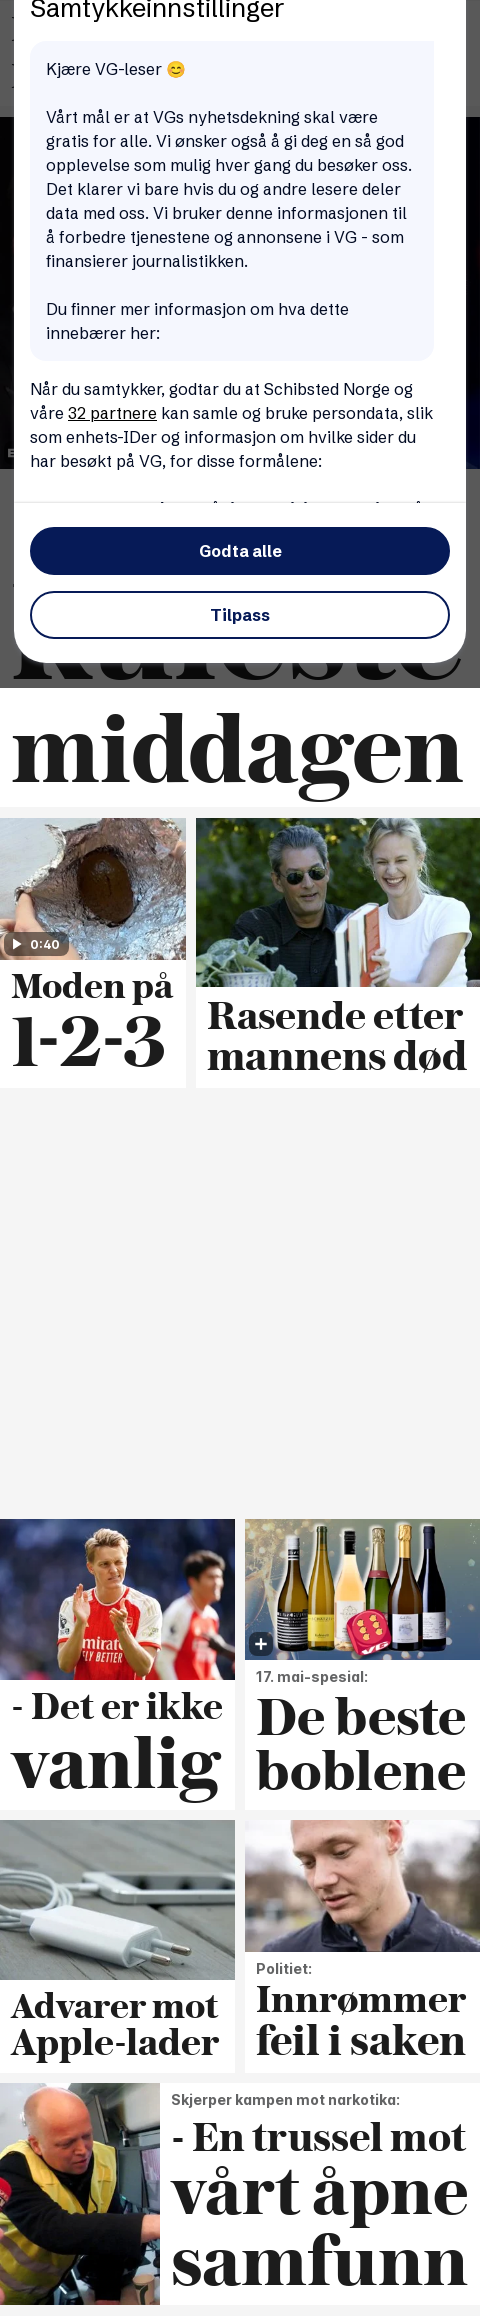 Samtykkeinnstillinger
Kjære VG-leser 😊
Vårt mål er at VGs nyhetsdekning skal være
gratis for alle. Vi ønsker også å gi deg en så god
opplevelse som mulig hver gang du besøker oss.
Det klarer vi bare hvis du og andre lesere deler
data med oss. Vi bruker denne informasjonen til
å forbedre tjenestene og annonsene i VG - som
finansierer journalistikken.
Du finner mer informasjon om hva dette
innebærer her:
Når du samtykker, godtar du at Schibsted Norge og
våre 32 partnere kan samle og bruke persondata, slik
som enhets-IDer og informasjon om hvilke sider du
har besøkt på VG, for disse formålene:
Godta alle
Tilpass
middagen
0:40
Moden på
1-2-3
Rasende etter
mannens død
- Det er ikke
vanlig
17. mai-spesial:
De beste
boblene
Advarer mot
Apple-lader
Politiet:
Innrømmer
feil i saken
Skjerper kampen mot narkotika:
- En trussel mot
vårt åpne
samfunn